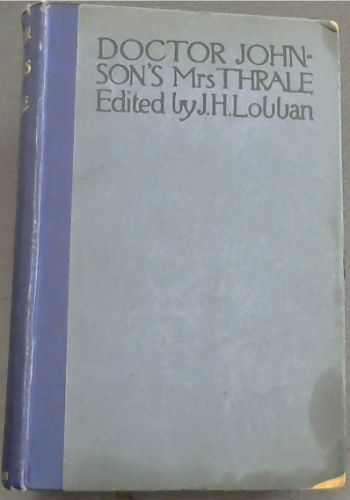 DOCTOR JOHN-
SON'S Mrs THRALE
Edited by J.H. Lobban